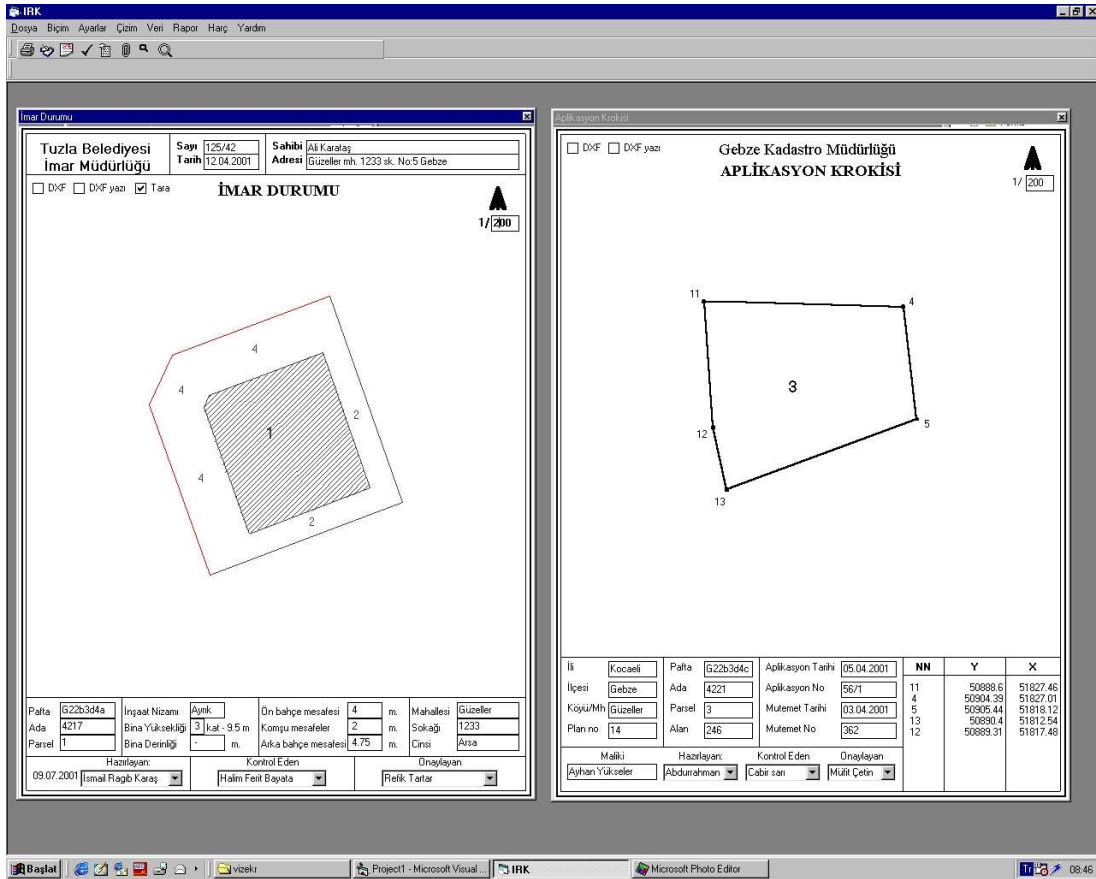 IRK
Dosya Biçim Ayarlar Çizim Veri Rapor Harç Yardım
İmar Durumu
Tuzla Belediyesi
İmar Müdürlüğü
Sayı 125/42
Tarih 12.04.2001
Sahibi Ali Karataş
Adresi Güzeller mh. 1233 sk. No:5 Gebze
DXF DXF yazı Tara
İMAR DURUMU
1/ 200
4
4
2
1
4
2
Pafta G22b3d4a İnşaat Nizamı Ayrık Ön bahçe mesafesi 4 m. Mahallesi Güzeller
Ada 4217 Bina Yüksekliği 3 kat - 9.5 m Komşu mesafeler 2 m. Sokağı 1233
Parsel 1 Bina Derinliği - m. Arka bahçe mesafesi 4.75 m. Cinsi Arsa
Hazırlayan: Kontrol Eden Onaylayan
09.07.2001 İsmail Ragıb Karaş Halim Ferit Bayata Refik Tartar
Aplikasyon Krokisi
DXF DXF yazı
Gebze Kadastro Müdürlüğü
APLİKASYON KROKİSİ
1/ 200
11
4
3
5
12
13
İli Kocaeli Pafta G22b3d4c Aplikasyon Tarihi 05.04.2001
İlçesi Gebze Ada 4221 Aplikasyon No 56/1
Köyü/Mh Güzeller Parsel 3 Mutemet Tarihi 03.04.2001
Plan no 14 Alan 246 Mutemet No 362
NN Y X
11 50888.6 51827.46
4 50904.39 51827.01
5 50905.44 51818.12
13 50890.4 51812.54
12 50889.31 51817.48
Maliki Hazırlayan: Kontrol Eden Onaylayan
Ayhan Yükseler Abdurrahman Cabir sarı Müfit Çetin
Başlat vizekr Project1 - Microsoft Visual ... IRK Microsoft Photo Editor Tr 08:46